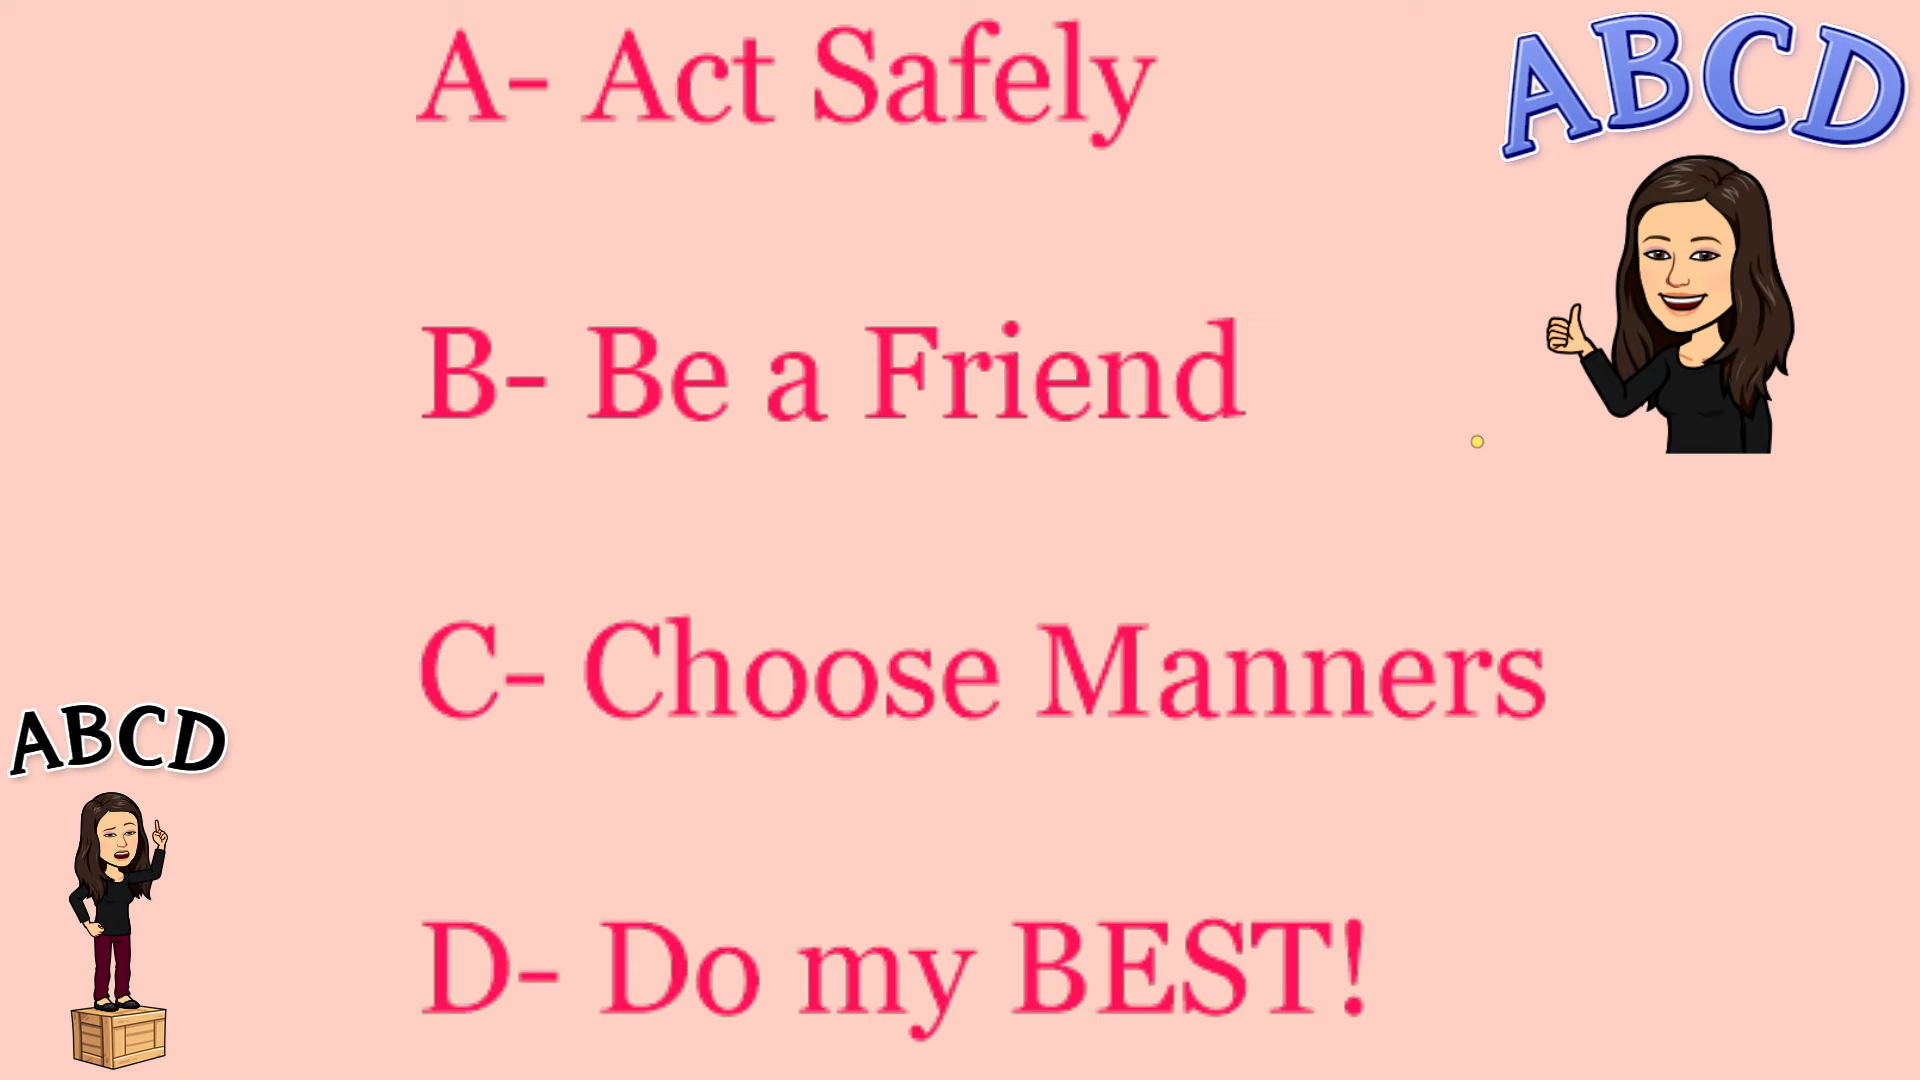 A- Act Safely
ABCD
B- Be a Friend
C- Choose Manners
ABCD
D- Do my BEST!